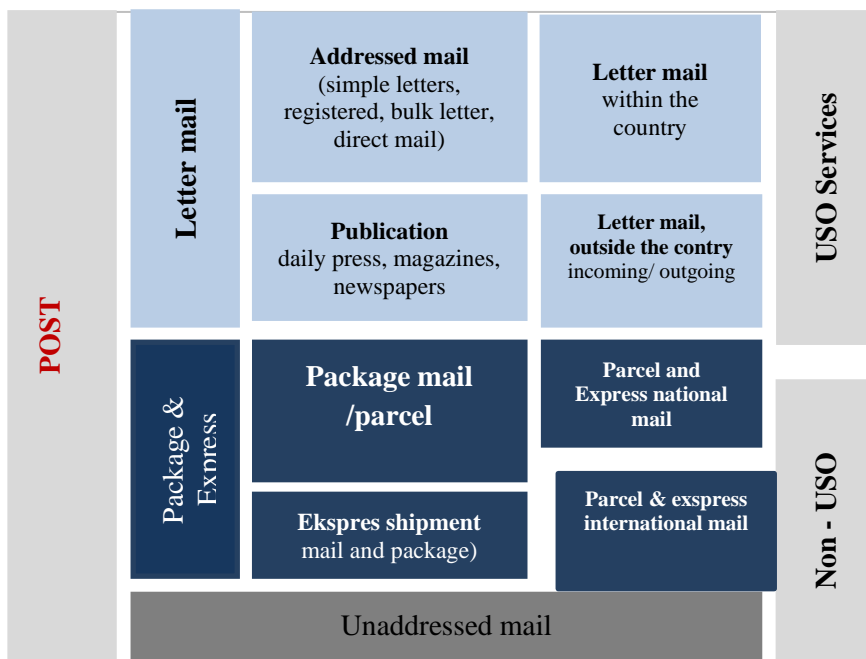 POST
Letter mail
Addressed mail
(simple letters,
registered, bulk letter,
direct mail)
Letter mail
within the
country
USO Services
Publication
daily press, magazines,
newspapers
Letter mail,
outside the contry
incoming/ outgoing
Package &
Express
Package mail
/parcel
Parcel and
Express national
mail
Non - USO
Ekspres shipment
mail and package)
Parcel & exspress
international mail
Unaddressed mail